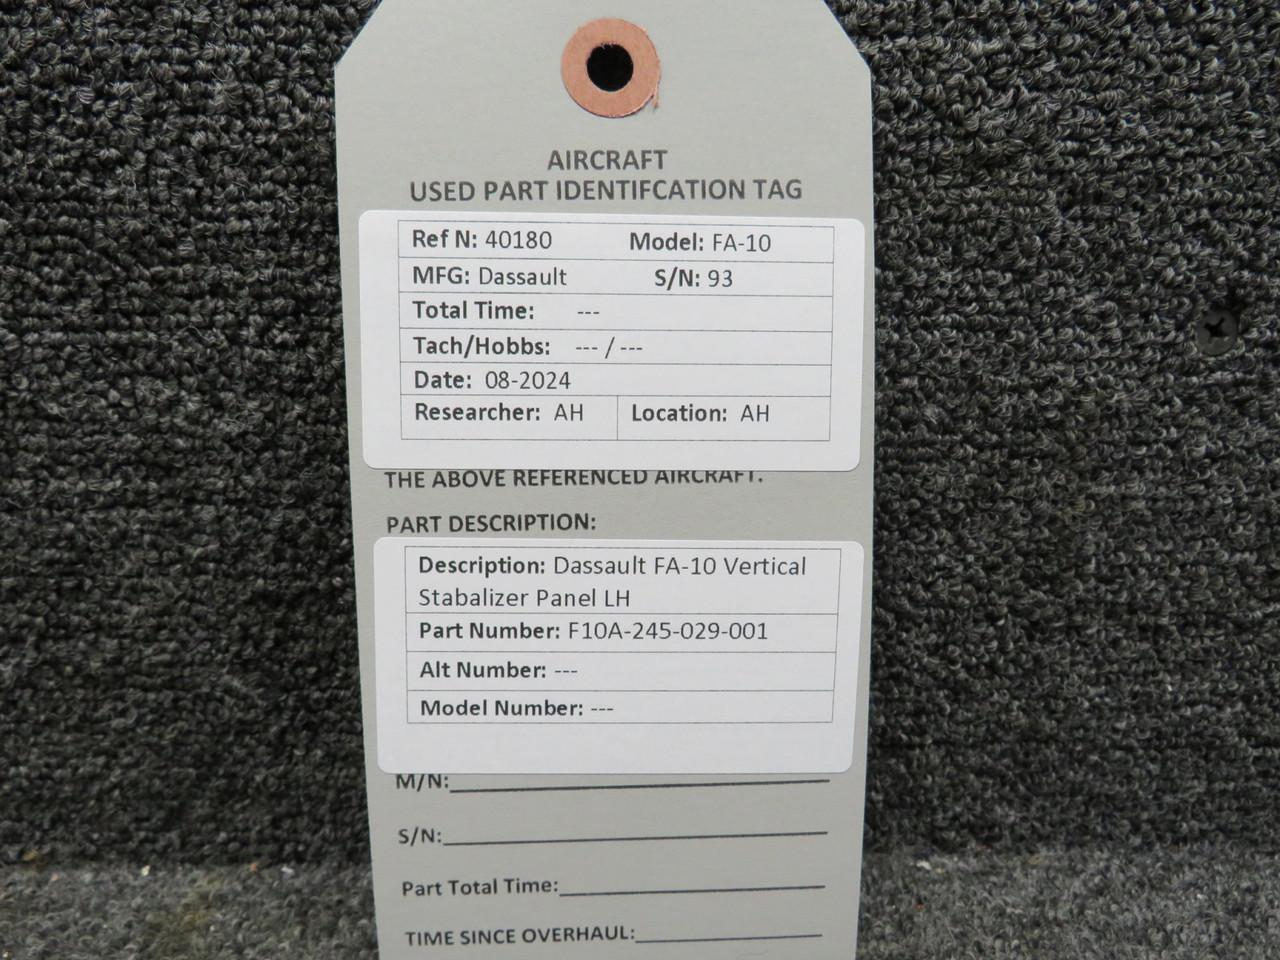 AIRCRAFT
USED PART IDENTIFCATION TAG
Ref N: 40180 Model: FA-10
MFG: Dassault S/N: 93
Total Time: ---
Tach/Hobbs: --- / ---
Date: 08-2024
Researcher: AH Location: AH
THE ABOVE REFERENCED AIRCRAFT.
PART DESCRIPTION:
Description: Dassault FA-10 Vertical
Stabalizer Panel LH
Part Number: F10A-245-029-001
Alt Number: ---
Model Number: ---
M/N:
S/N:
Part Total Time:
TIME SINCE OVERHAUL: